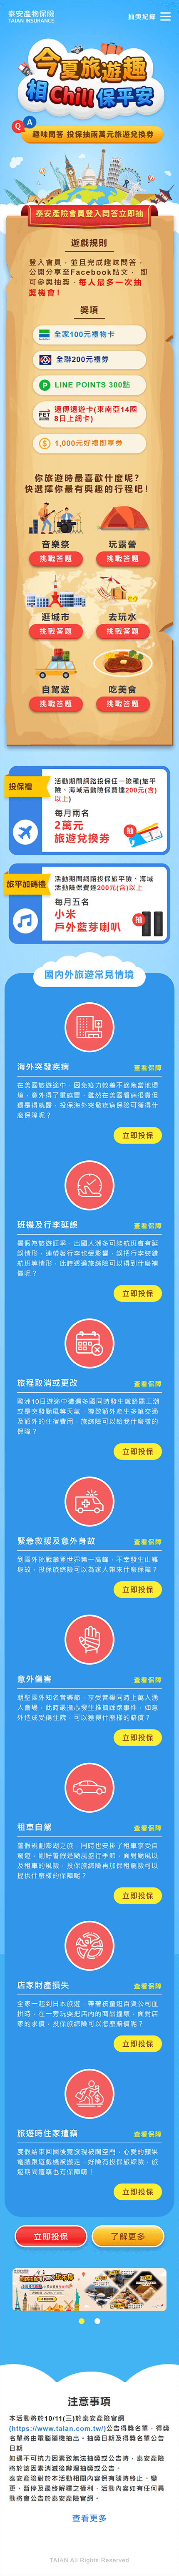 泰安產物保險
TAIAN INSURANCE
抽獎紀錄
今夏旅遊趣
相Chill保平安
Q
A
趣味問答 投保抽兩萬元旅遊兌換券
泰安產險會員登入問答立即抽
遊戲規則
登入會員，並且完成趣味問答，
公開分享至Facebook貼文， 即
可參與抽獎，每人最多一次抽
獎機會！
獎項
全家100元禮物卡
全聯200元禮券
LINE POINTS 300點
遠傳遠遊卡(東南亞14國
8日上網卡)
1,000元好禮即享券
你旅遊時最喜歡什麼呢?
快選擇你最有興趣的行程吧！
音樂祭
玩露營
挑戰答題
挑戰答題
逛城市
去玩水
挑戰答題
挑戰答題
自駕遊
吃美食
挑戰答題
挑戰答題
投保禮
活動期間網路投保任一險種(旅平
險、海域活動險保費達200元(含)
以上)
每月兩名
2萬元
旅遊兌換券
抽
旅平加碼禮
活動期間網路投保旅平險、海域
活動險保費達200元(含)以上
每月五名
小米
戶外藍芽喇叭
抽
國內外旅遊常見情境
海外突發疾病
查看保障
在美國旅遊途中，因免疫力較差不適應當地環
境，意外得了重感冒，雖然在美國看病很貴但
還是得就醫，投保海外突發疾病保險可獲得什
麼保障呢？
立即投保
班機及行李延誤
查看保障
暑假為旅遊旺季，出國人潮多可能航班會有延
誤情形，連帶著行李也受影響，誤把行李裝錯
航班等情形，此時透過旅綜險可以得到什麼補
償呢？
立即投保
旅程取消或更改
查看保障
歐洲10日遊途中遭遇多國同時發生鐵路罷工潮
或是突發颱風等天氣，導致額外產生多筆交通
及額外的住宿費用，旅綜險可以給我什麼樣的
保障？
立即投保
緊急救援及意外身故
查看保障
到國外挑戰攀登世界第一高峰，不幸發生山難
身故，投保旅綜險可以為家人帶來什麼保障？
立即投保
意外傷害
查看保障
朝聖國外知名音樂節，享受音樂同時上萬人湧
入會場，此時最擔心發生推擠踩踏事件，如意
外造成受傷住院，可以獲得什麼樣的賠償？
立即投保
租車自駕
查看保障
暑假規劃澎湖之旅，同時也安排了租車享受自
駕遊，剛好暑假是颱風盛行季節，面對颱風以
及租車的風險，投保旅綜險再加保租駕險可以
提供什麼樣的保障呢？
立即投保
店家財產損失
查看保障
全家一起到日本旅遊，帶著孩童逛百貨公司血
拼時，在一旁玩耍把店內的商品撞壞，面對店
家的求償，投保旅綜險可以怎麼賠償呢？
立即投保
旅遊時住家遭竊
查看保障
度假結束回國後竟發現被闖空門，心愛的蘋果
電腦跟遊戲機被搬走，好險有投保旅綜險，旅
遊期間遭竊也有保障唷！
立即投保
立即投保
了解更多
注意事項
本活動將於10/11(三)於泰安產險官網
(https://www.taian.com.tw/)公告得獎名單，得獎
名單將由電腦隨機抽出。抽獎日期及得獎名單公告
日期
如遇不可抗力因素致無法抽獎或公告時，泰安產險
將於該因素消滅後辦理抽獎或公告。
泰安產險對於本活動相關內容保有隨時終止、變
更、暫停及最終解釋之權利，活動內容如有任何異
動將會公告於泰安產險官網。
查看更多
TAIAN All Rights Reserved